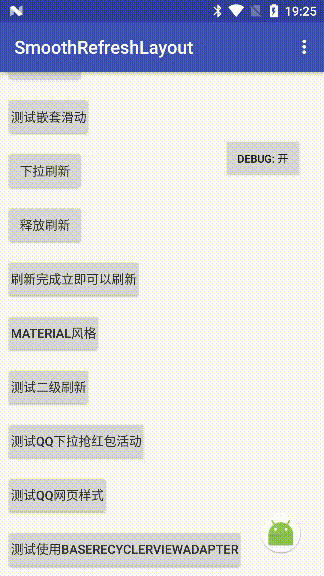 19:25
SmoothRefreshLayout
测试嵌套滑动
DEBUG: 开
下拉刷新
释放刷新
刷新完成立即可以刷新
MATERIAL风格
测试二级刷新
测试QQ下拉抢红包活动
测试QQ网页样式
测试使用BASERECYCLERVIEWADAPTER